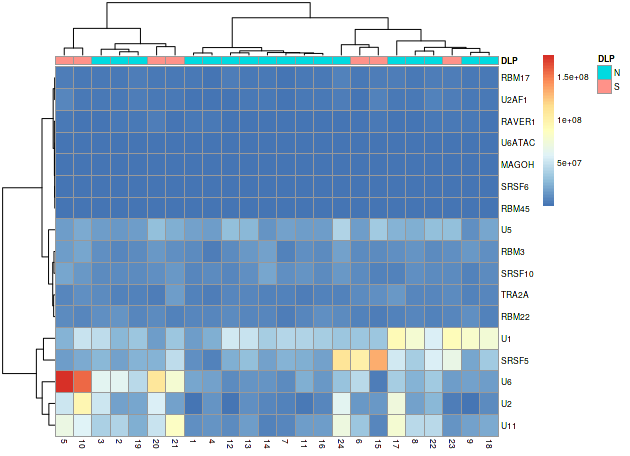 DLP
RBM17
U2AF1
RAVER1
U6ATAC
MAGOH
SRSF6
RBM45
U5
RBM3
SRSF10
TRA2A
RBM22
U1
SRSF5
U6
U2
U11
5 10 3 2 19 20 21 1 4 12 13 14 7 11 16 24 6 15 17 8 22 23 9 18
1.5e+08
1e+08
5e+07
DLP
N
S